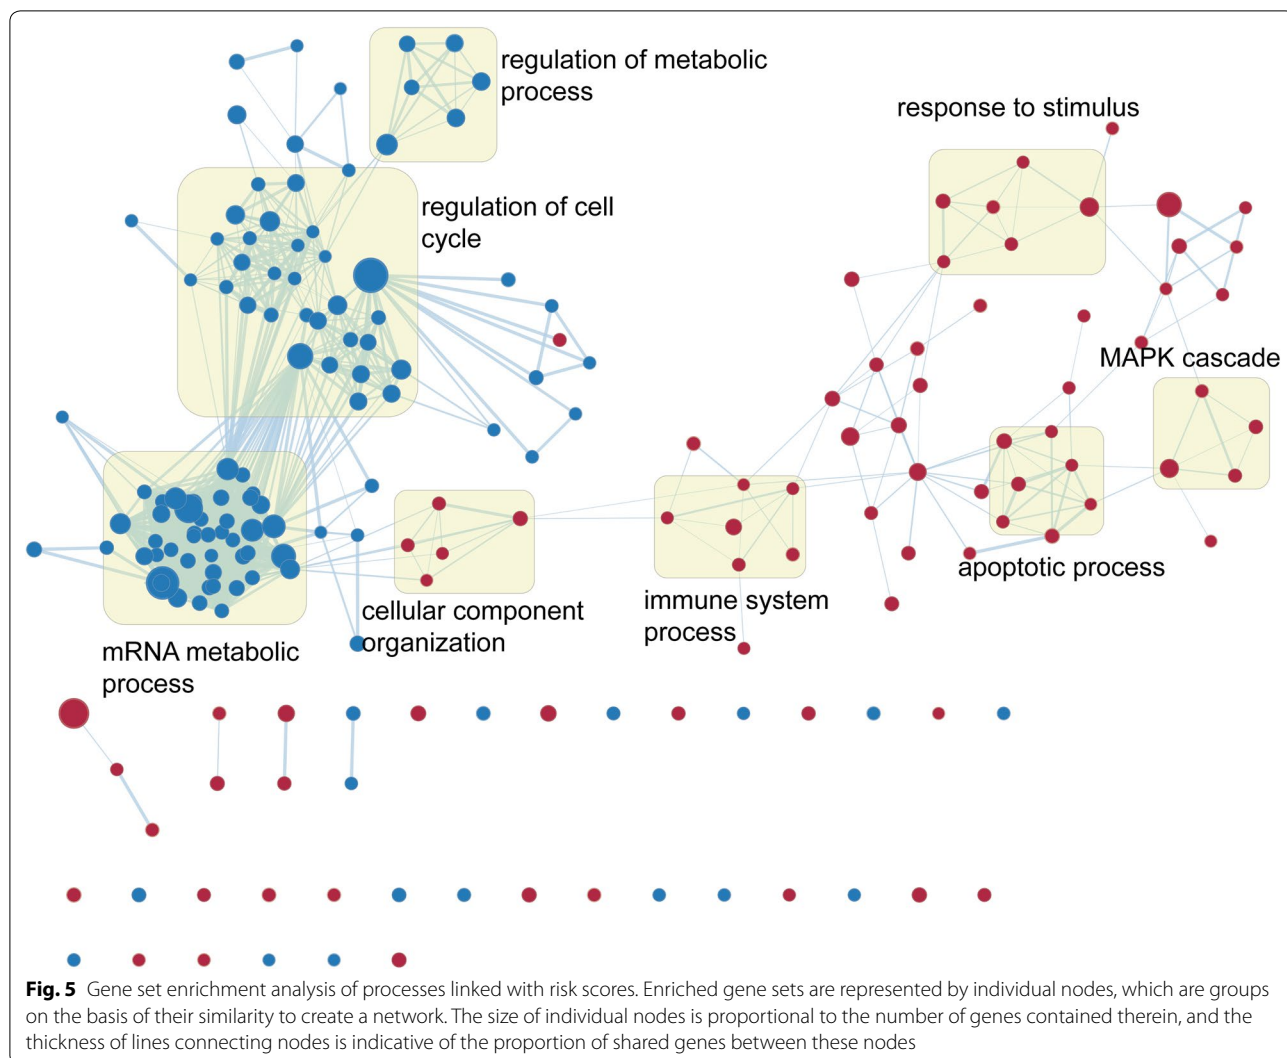 regulation of metabolic
process
response to stimulus
regulation of cell
cycle
MAPK cascade
apoptotic process
cellular component
organization
immune system
process
mRNA metabolic
process
Fig. 5 Gene set enrichment analysis of processes linked with risk scores. Enriched gene sets are represented by individual nodes, which are groups
on the basis of their similarity to create a network. The size of individual nodes is proportional to the number of genes contained therein, and the
thickness of lines connecting nodes is indicative of the proportion of shared genes between these nodes